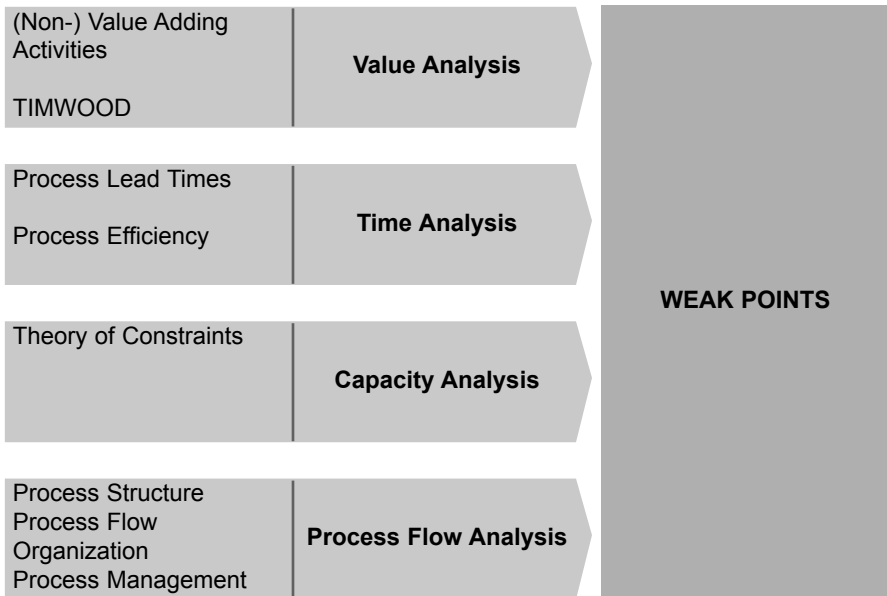 (Non-) Value Adding
Activities
TIMWOOD
Value Analysis
Process Lead Times
Process Efficiency
Time Analysis
Theory of Constraints
Capacity Analysis
Process Structure
Process Flow
Organization
Process Management
Process Flow Analysis
WEAK POINTS